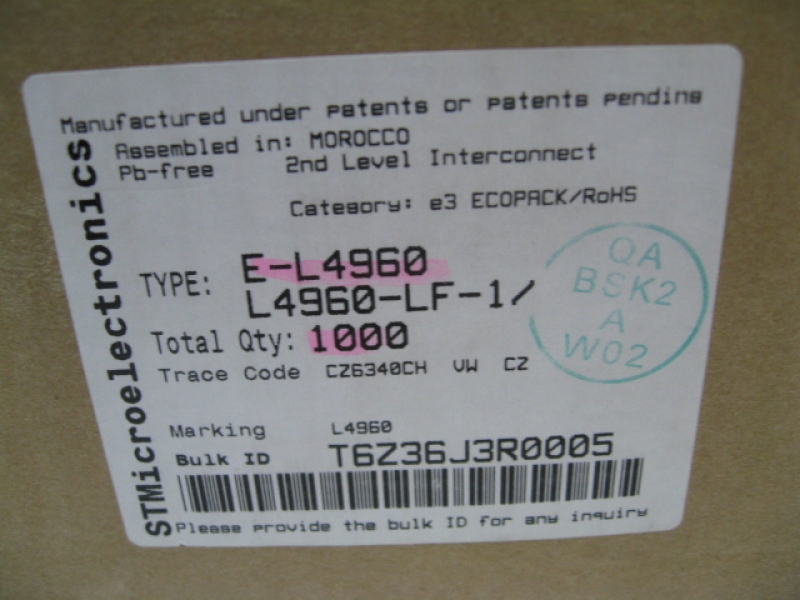 Manufactured under patents or patents pending
Assembled in: MOROCCO
Pb-free 2nd Level Interconnect
Category: e3 ECOPACK/RoHS
STMicroelectronics
TYPE: E-L4960
L4960-LF-1/
Total Qty: 1000
Trace Code CZ6340CH VW CZ
QA
BSK2
A
W02
Marking L4960
Bulk ID T6Z36J3R0005
Please provide the bulk ID for any inquiry